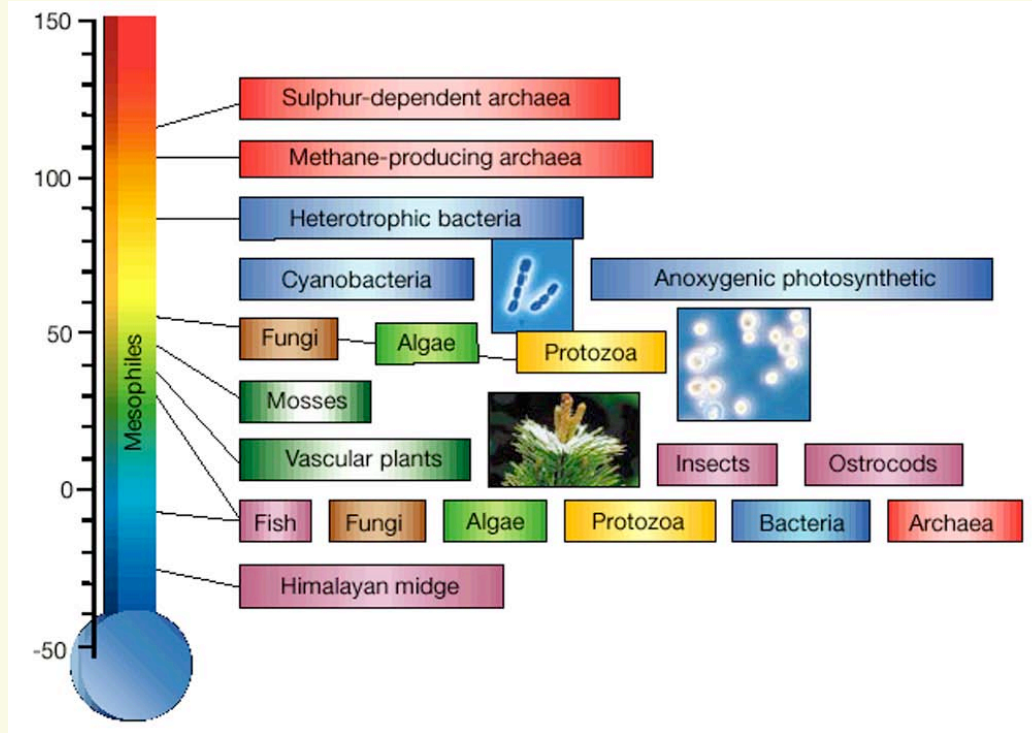 150
Sulphur-dependent archaea
Methane-producing archaea
100
Heterotrophic bacteria
Cyanobacteria
Anoxygenic photosynthetic
50
Fungi
Algae
Protozoa
Mesophiles
Mosses
Vascular plants
Insects
Ostrocods
0
Fish
Fungi
Algae
Protozoa
Bacteria
Archaea
Himalayan midge
-50